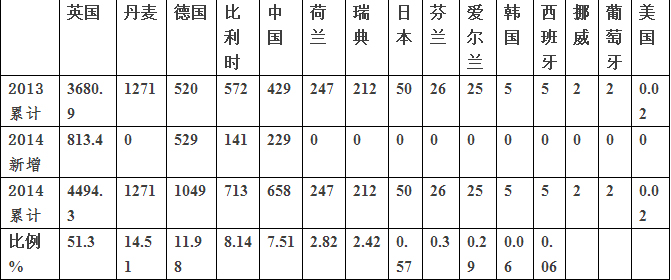 英国 丹麦 德国 比利时 中国 荷兰 瑞典 日本 芬兰 爱尔兰 韩国 西班牙 挪威 葡萄牙 美国
2013累计 3680.9 1271 520 572 429 247 212 50 26 25 5 5 2 2 0.02
2014新增 813.4 0 529 141 229 0 0 0 0 0 0 0 0 0 0
2014累计 4494.3 1271 1049 713 658 247 212 50 26 25 5 5 2 2 0.02
比例% 51.3 14.51 11.98 8.14 7.51 2.82 2.42 0.57 0.3 0.29 0.06 0.06